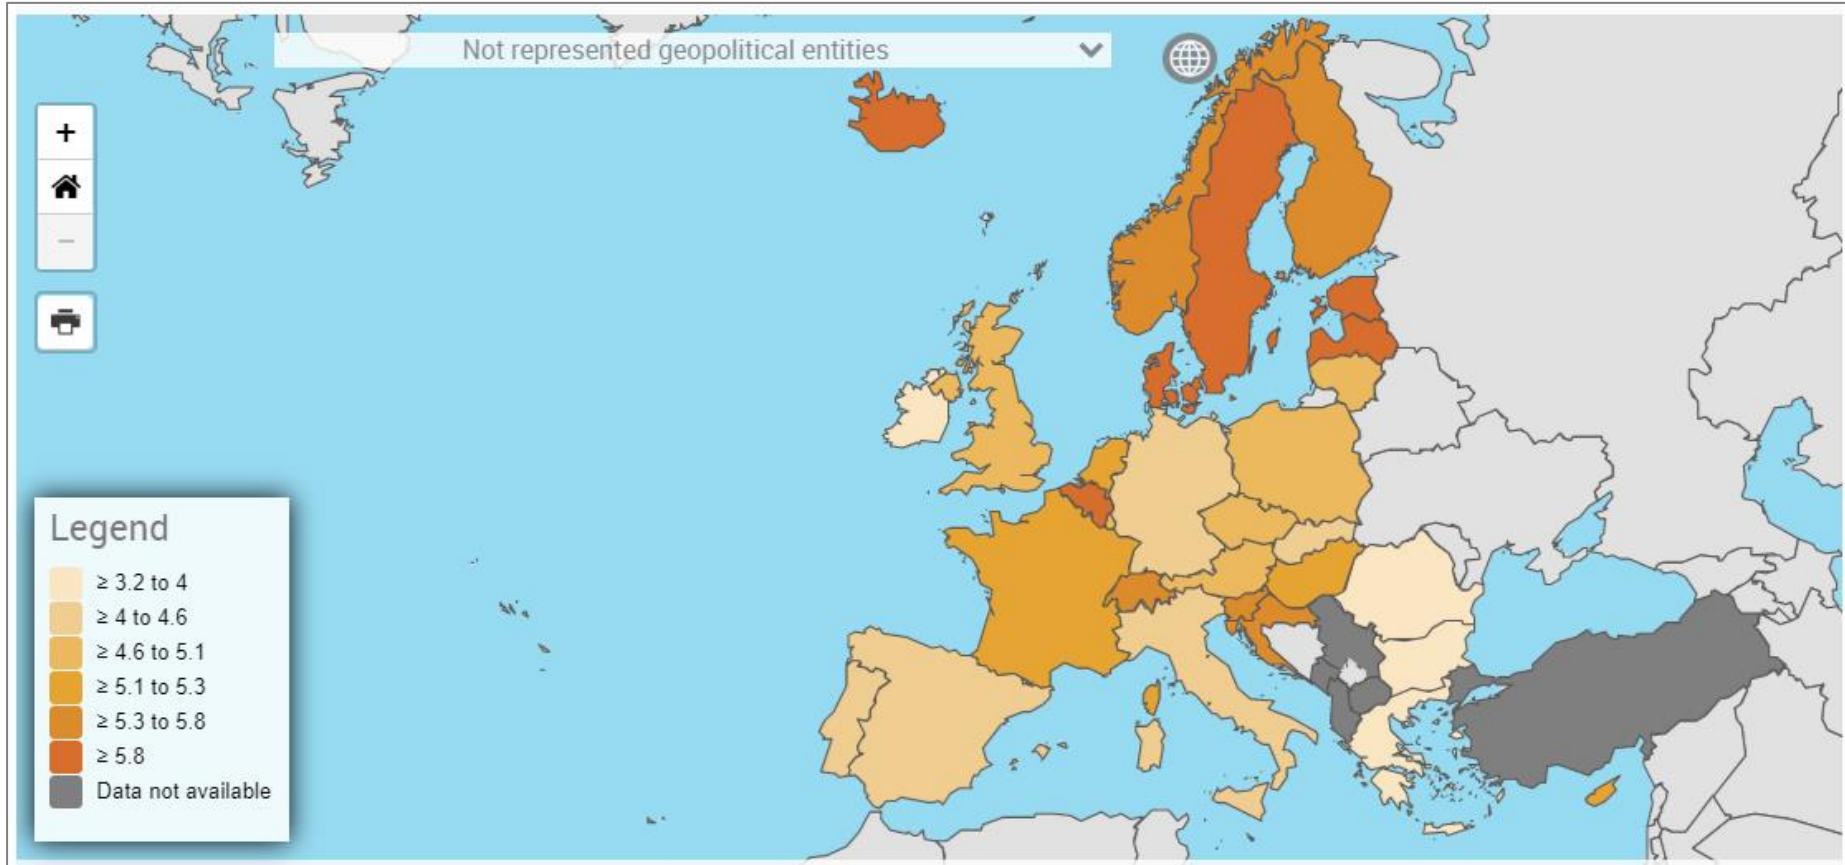 Not represented geopolitical entities
+
−
Legend
≥ 3.2 to 4
≥ 4 to 4.6
≥ 4.6 to 5.1
≥ 5.1 to 5.3
≥ 5.3 to 5.8
≥ 5.8
Data not available